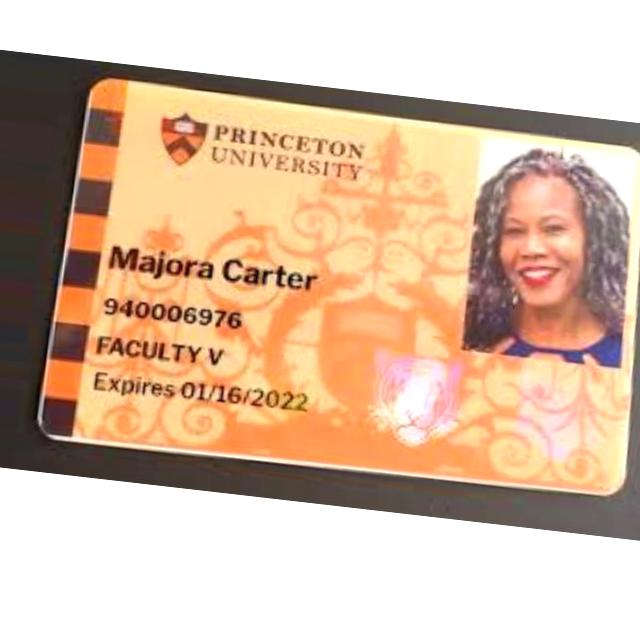 PRINCETON
UNIVERSITY
Majora Carter
940006976
FACULTY V
Expires 01/16/2022